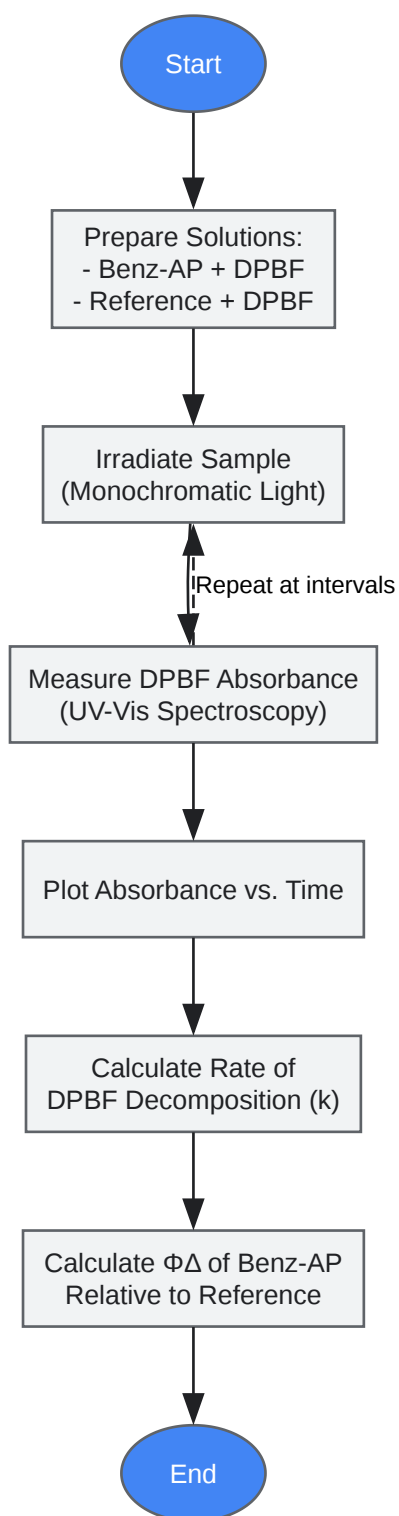 Start
Prepare Solutions:
- Benz-AP + DPBF
- Reference + DPBF
Irradiate Sample
(Monochromatic Light)
Repeat at intervals
Measure DPBF Absorbance
(UV-Vis Spectroscopy)
Plot Absorbance vs. Time
Calculate Rate of
DPBF Decomposition (k)
Calculate ΦΔ of Benz-AP
Relative to Reference
End